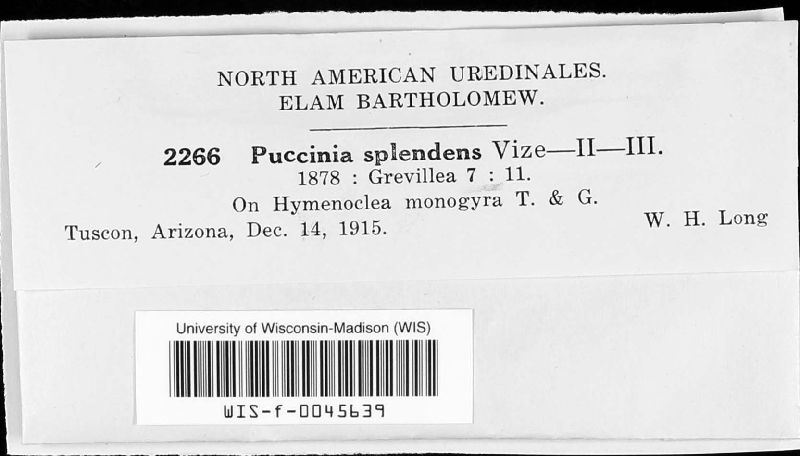 NORTH AMERICAN UREDINALES.
ELAM BARTHOLOMEW.
2266 Puccinia splendens Vize—II—III.
1878 : Grevillea 7 : 11.
On Hymenoclea monogyra T. & G.
Tuscon, Arizona, Dec. 14, 1915. W. H. Long
University of Wisconsin-Madison (WIS)
WIS-f-0045639